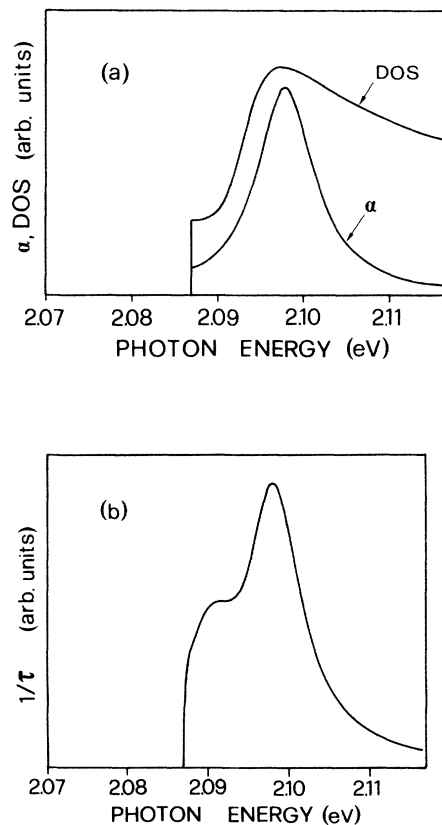 (a)
DOS
α
α, DOS (arb. units)
2.07 2.08 2.09 2.10 2.11
PHOTON ENERGY (eV)
(b)
1/τ (arb. units)
2.07 2.08 2.09 2.10 2.11
PHOTON ENERGY (eV)